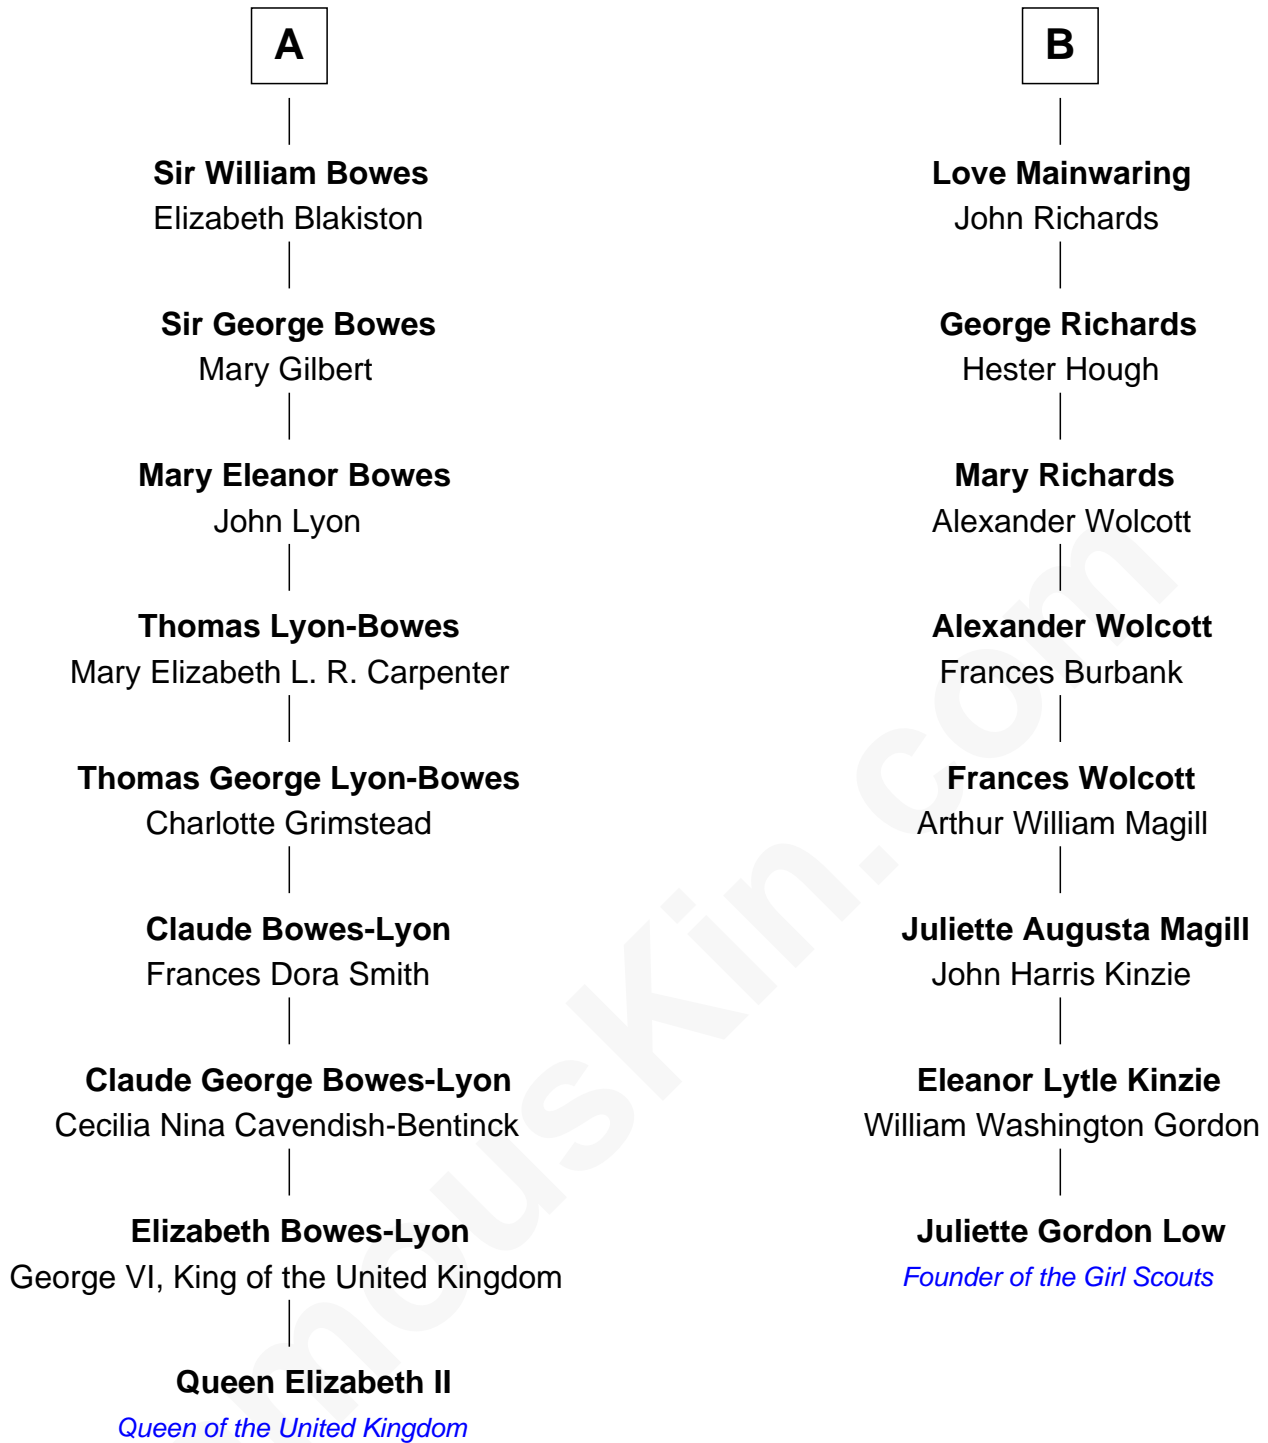 A
Sir William Bowes
Elizabeth Blakiston
Sir George Bowes
Mary Gilbert
Mary Eleanor Bowes
John Lyon
Thomas Lyon-Bowes
Mary Elizabeth L. R. Carpenter
Thomas George Lyon-Bowes
Charlotte Grimstead
Claude Bowes-Lyon
Frances Dora Smith
Claude George Bowes-Lyon
Cecilia Nina Cavendish-Bentinck
Elizabeth Bowes-Lyon
George VI, King of the United Kingdom
Queen Elizabeth II
Queen of the United Kingdom
B
Love Mainwaring
John Richards
George Richards
Hester Hough
Mary Richards
Alexander Wolcott
Alexander Wolcott
Frances Burbank
Frances Wolcott
Arthur William Magill
Juliette Augusta Magill
John Harris Kinzie
Eleanor Lytle Kinzie
William Washington Gordon
Juliette Gordon Low
Founder of the Girl Scouts
mousKin.com